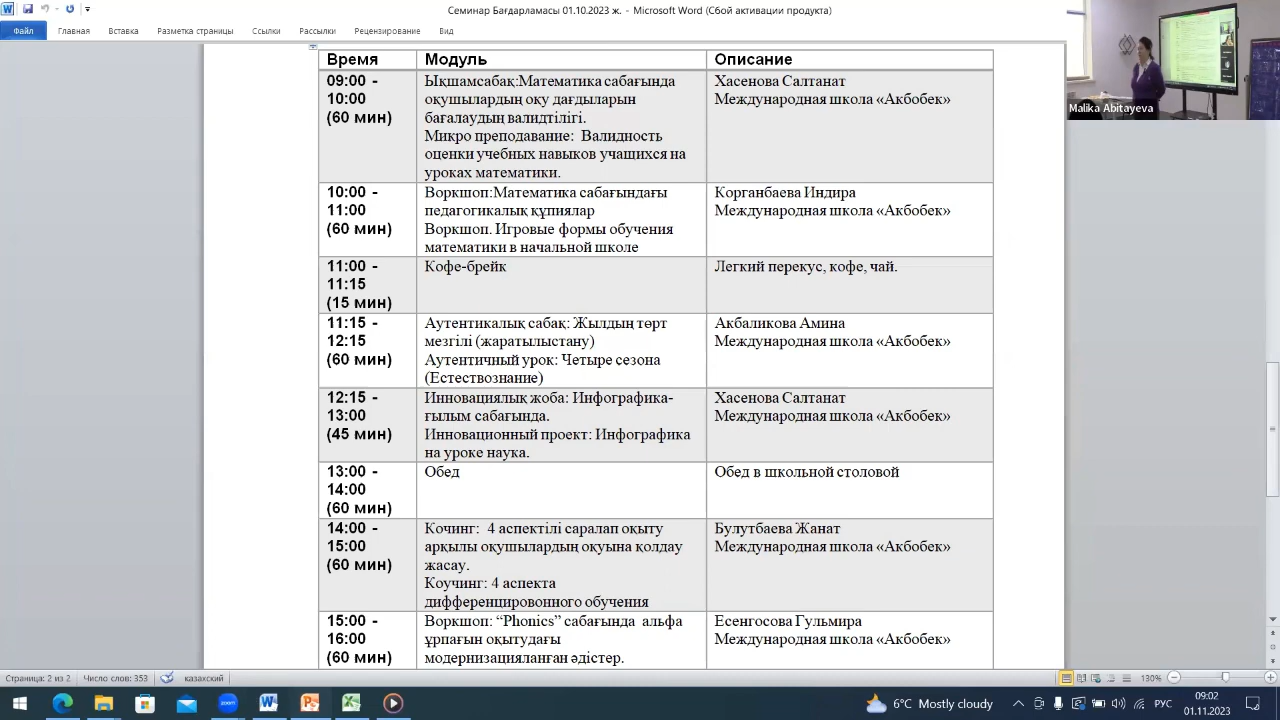 Семинар Бағдарламасы 01.10.2023 ж. - Microsoft Word (Сбой активации продукта)
Файл Главная Вставка Разметка страницы Ссылки Рассылки Рецензирование Вид
Malika Abitayeva
Время Модуль Описание
09:00 -
10:00
(60 мин)
Ықшамсабақ:Математика сабағында
оқушылардың оқу дағдыларын
бағалаудың валидтілігі.
Микро преподавание: Валидность
оценки учебных навыков учащихся на
уроках математики.
Хасенова Салтанат
Международная школа «Акбобек»
10:00 -
11:00
(60 мин)
Воркшоп:Математика сабағындағы
педагогикалық құпиялар
Воркшоп. Игровые формы обучения
математики в начальной школе
Корганбаева Индира
Международная школа «Акбобек»
11:00 -
11:15
(15 мин)
Кофе-брейк
Легкий перекус, кофе, чай.
11:15 -
12:15
(60 мин)
Аутентикалық сабақ: Жылдың төрт
мезгілі (жаратылыстану)
Аутентичный урок: Четыре сезона
(Естествознание)
Акбаликова Амина
Международная школа «Акбобек»
12:15 -
13:00
(45 мин)
Инновациялық жоба: Инфографика-
ғылым сабағында.
Инновационный проект: Инфографика
на уроке наука.
Хасенова Салтанат
Международная школа «Акбобек»
13:00 -
14:00
(60 мин)
Обед
Обед в школьной столовой
14:00 -
15:00
(60 мин)
Кочинг: 4 аспектілі саралап оқыту
арқылы оқушылардың оқуына қолдау
жасау.
Коучинг: 4 аспекта
дифференцировонного обучения
Булутбаева Жанат
Международная школа «Акбобек»
15:00 -
16:00
(60 мин)
Воркшоп: “Phonics” сабағында альфа
ұрпағын оқытудағы
модернизацияланған әдістер.
Есенгосова Гульмира
Международная школа «Акбобек»
Страница: 2 из 2 Число слов: 353 казахский 130%
zoom 6°C Mostly cloudy РУС 09:02
01.11.2023